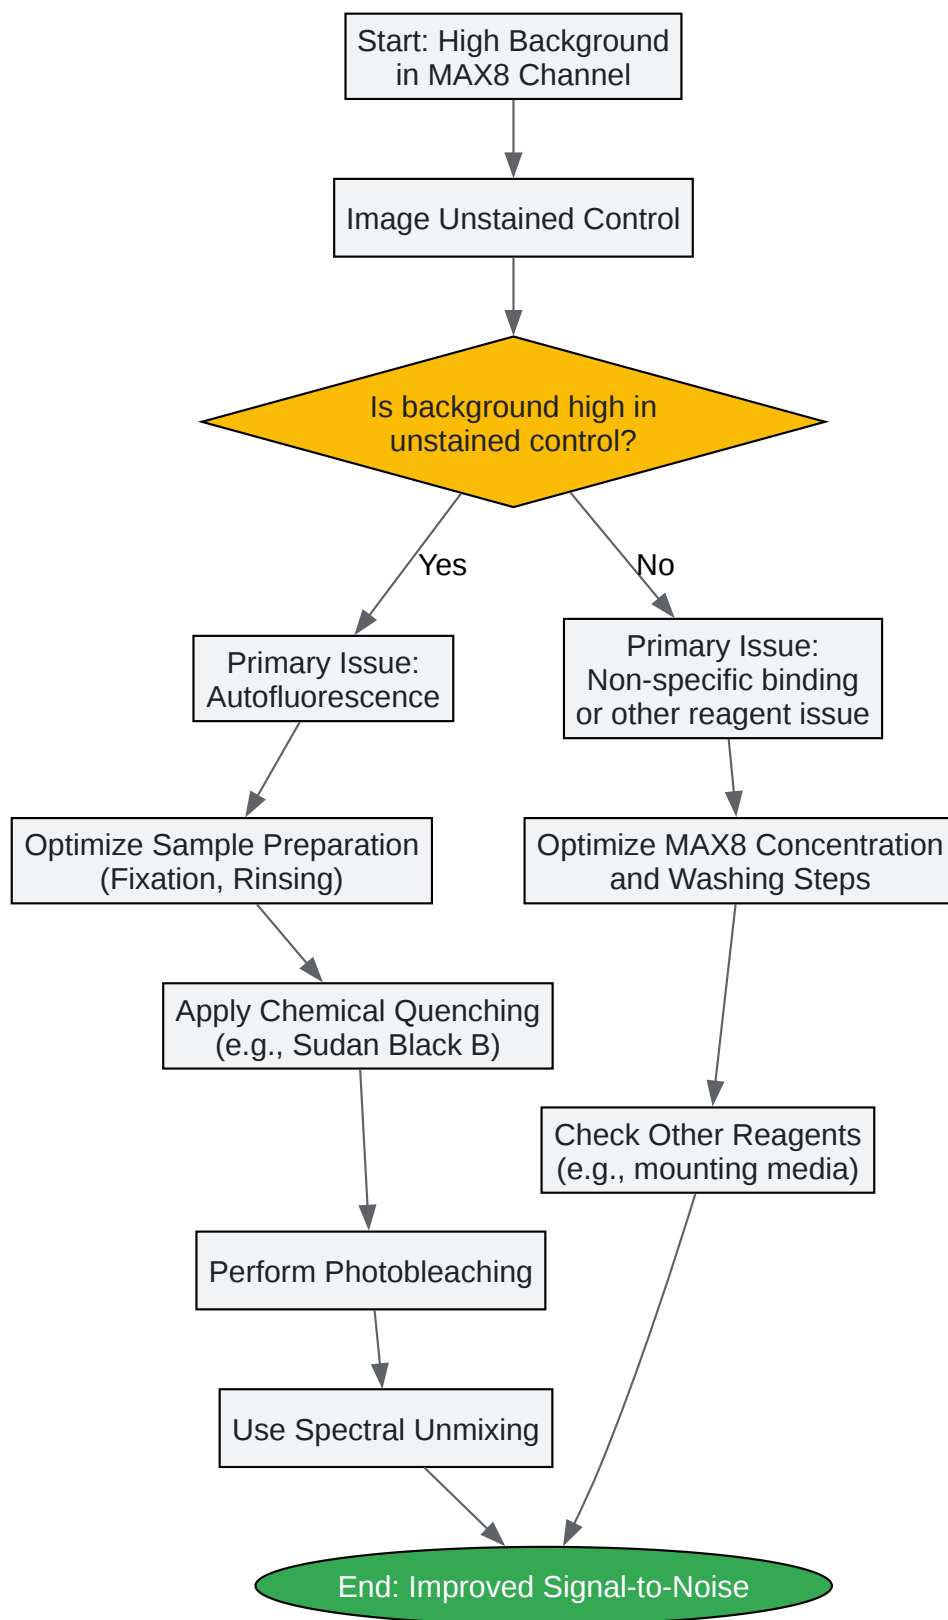 Start: High Background
in MAX8 Channel
Image Unstained Control
Is background high in
unstained control?
Yes
No
Primary Issue:
Autofluorescence
Primary Issue:
Non-specific binding
or other reagent issue
Optimize Sample Preparation
(Fixation, Rinsing)
Optimize MAX8 Concentration
and Washing Steps
Apply Chemical Quenching
(e.g., Sudan Black B)
Check Other Reagents
(e.g., mounting media)
Perform Photobleaching
Use Spectral Unmixing
End: Improved Signal-to-Noise